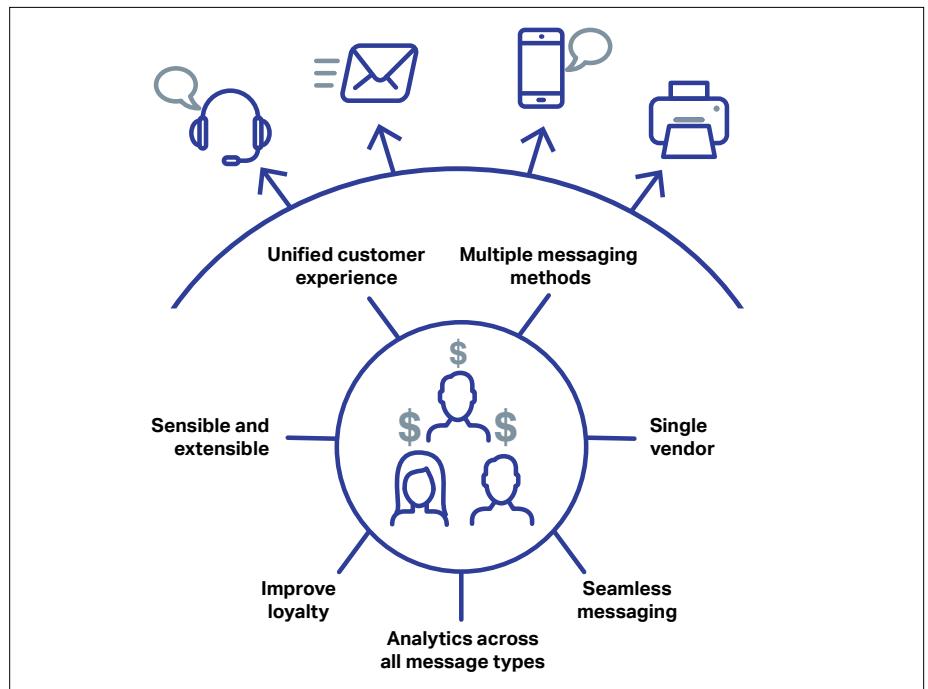 Unified customer
experience
Multiple messaging
methods
$
Sensible and
extensible
$ $
Single
vendor
Improve
loyalty
Seamless
messaging
Analytics across
all message types